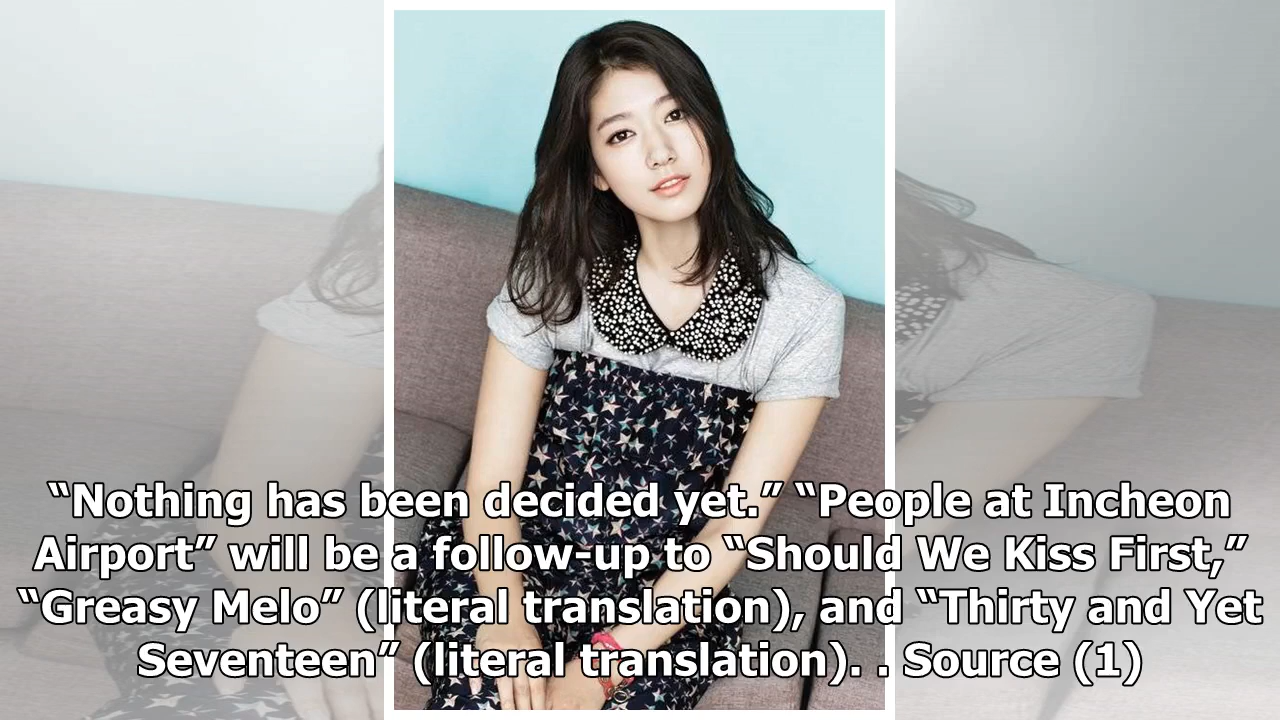 “Nothing has been decided yet.” “People at Incheon
Airport” will be a follow-up to “Should We Kiss First,”
“Greasy Melo” (literal translation), and “Thirty and Yet
Seventeen” (literal translation). . Source (1)